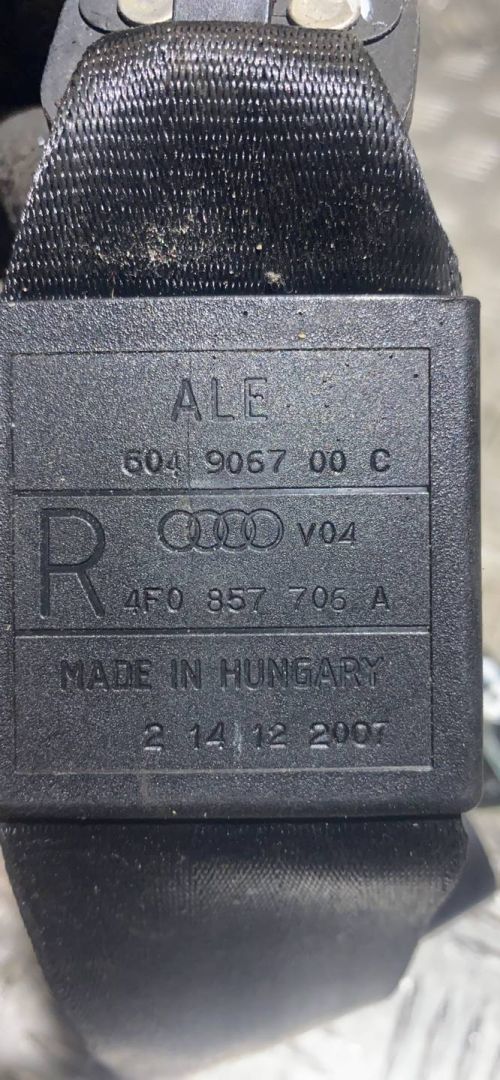 ALE
604 9067 00 C
R V04
4F0 857 706 A
MADE IN HUNGARY
2 14 12 2007